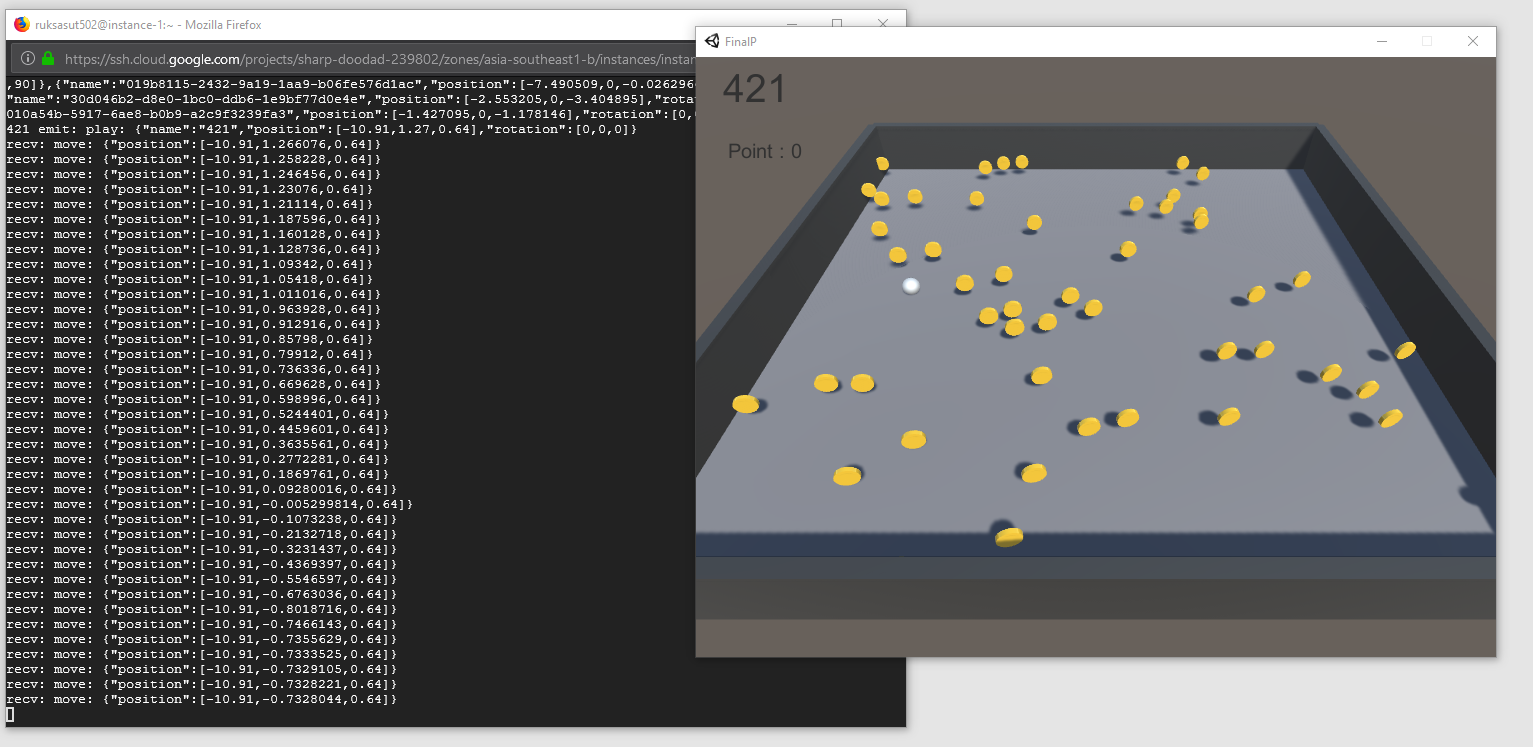 ruksasut502@instance-1:~ - Mozilla Firefox
https://ssh.cloud.google.com/projects/sharp-doodad-239802/zones/asia-southeast1-b/instances/instan
,90]},{"name":"019b8115-2432-9a19-1aa9-b06fe576d1ac","position":[-7.490509,0,-0.026296
"name":"30d046b2-d8e0-1bc0-ddb6-1e9bf77d0e4e","position":[-2.553205,0,-3.404895],"rota
010a54b-5917-6ae8-b0b9-a2c9f3239fa3","position":[-1.427095,0,-1.178146],"rotation":[0,
421 emit: play: {"name":"421","position":[-10.91,1.27,0.64],"rotation":[0,0,0]}
recv: move: {"position":[-10.91,1.266076,0.64]}
recv: move: {"position":[-10.91,1.258228,0.64]}
recv: move: {"position":[-10.91,1.246456,0.64]}
recv: move: {"position":[-10.91,1.23076,0.64]}
recv: move: {"position":[-10.91,1.21114,0.64]}
recv: move: {"position":[-10.91,1.187596,0.64]}
recv: move: {"position":[-10.91,1.160128,0.64]}
recv: move: {"position":[-10.91,1.128736,0.64]}
recv: move: {"position":[-10.91,1.09342,0.64]}
recv: move: {"position":[-10.91,1.05418,0.64]}
recv: move: {"position":[-10.91,1.011016,0.64]}
recv: move: {"position":[-10.91,0.963928,0.64]}
recv: move: {"position":[-10.91,0.912916,0.64]}
recv: move: {"position":[-10.91,0.85798,0.64]}
recv: move: {"position":[-10.91,0.79912,0.64]}
recv: move: {"position":[-10.91,0.736336,0.64]}
recv: move: {"position":[-10.91,0.669628,0.64]}
recv: move: {"position":[-10.91,0.598996,0.64]}
recv: move: {"position":[-10.91,0.5244401,0.64]}
recv: move: {"position":[-10.91,0.4459601,0.64]}
recv: move: {"position":[-10.91,0.3635561,0.64]}
recv: move: {"position":[-10.91,0.2772281,0.64]}
recv: move: {"position":[-10.91,0.1869761,0.64]}
recv: move: {"position":[-10.91,0.09280016,0.64]}
recv: move: {"position":[-10.91,-0.005299814,0.64]}
recv: move: {"position":[-10.91,-0.1073238,0.64]}
recv: move: {"position":[-10.91,-0.2132718,0.64]}
recv: move: {"position":[-10.91,-0.3231437,0.64]}
recv: move: {"position":[-10.91,-0.4369397,0.64]}
recv: move: {"position":[-10.91,-0.5546597,0.64]}
recv: move: {"position":[-10.91,-0.6763036,0.64]}
recv: move: {"position":[-10.91,-0.8018716,0.64]}
recv: move: {"position":[-10.91,-0.7466143,0.64]}
recv: move: {"position":[-10.91,-0.7355629,0.64]}
recv: move: {"position":[-10.91,-0.7333525,0.64]}
recv: move: {"position":[-10.91,-0.7329105,0.64]}
recv: move: {"position":[-10.91,-0.7328221,0.64]}
recv: move: {"position":[-10.91,-0.7328044,0.64]}
FinalP
421
Point : 0